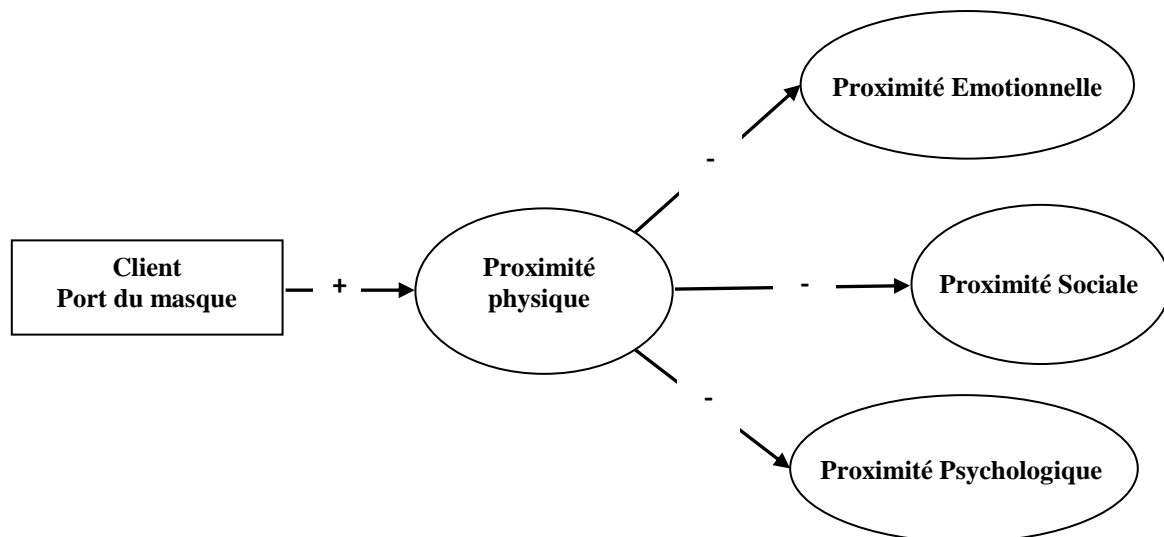 Proximité Emotionnelle
-
Client
Port du masque
+
Proximité
physique
-
Proximité Sociale
-
Proximité Psychologique